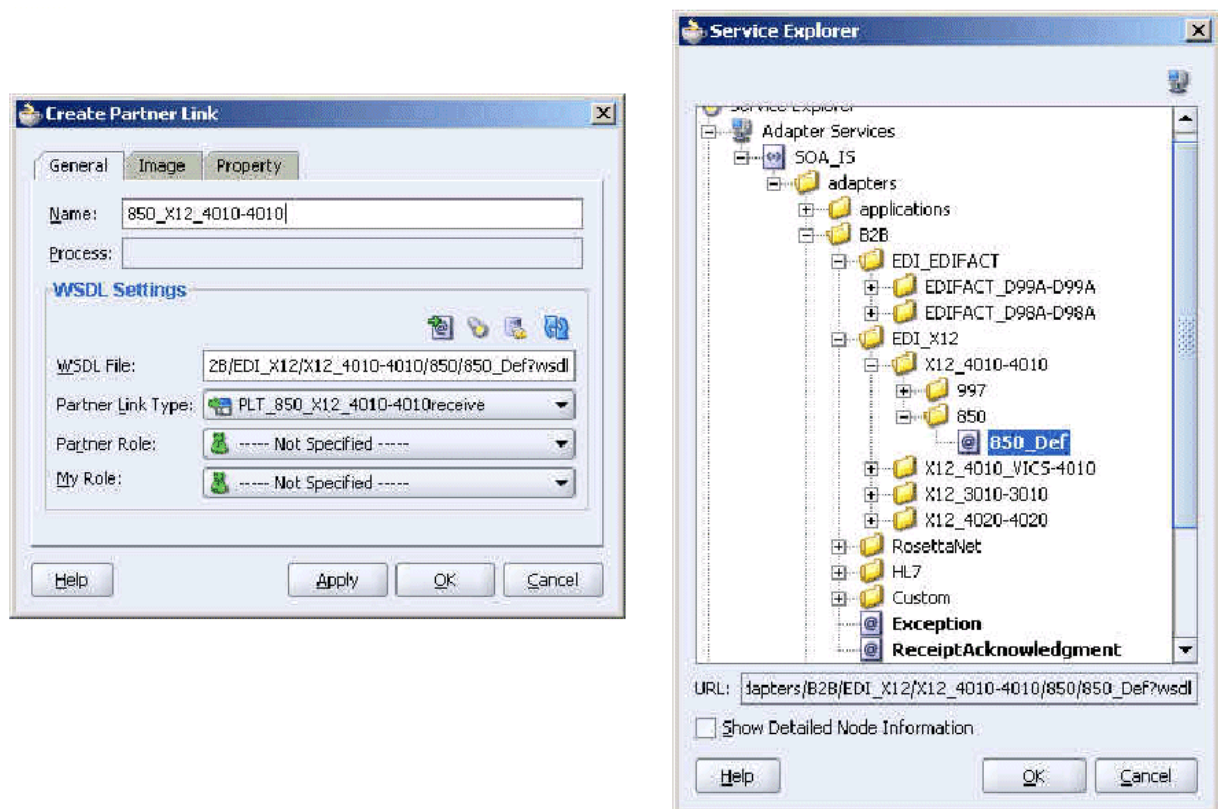 Create Partner Link
General Image Property
Name: 850_X12_4010-4010
Process:
WSDL Settings
WSDL File: 2B/EDI_X12/X12_4010-4010/850/850_Def?wsdl
Partner Link Type: PLT_850_X12_4010-4010receive
Partner Role: ----- Not Specified -----
My Role: ----- Not Specified -----
Help Apply OK Cancel
Service Explorer
Service Explorer
Adapter Services
SOA_IS
adapters
applications
B2B
EDI_EDIFACT
EDIFACT_D99A-D99A
EDIFACT_D98A-D98A
EDI_X12
X12_4010-4010
997
850
850_Def
X12_4010_VICS-4010
X12_3010-3010
X12_4020-4020
RosettaNet
HL7
Custom
Exception
ReceiptAcknowledgment
URL: dapters/B2B/EDI_X12/X12_4010-4010/850/850_Def?wsdl
Show Detailed Node Information
Help OK Cancel